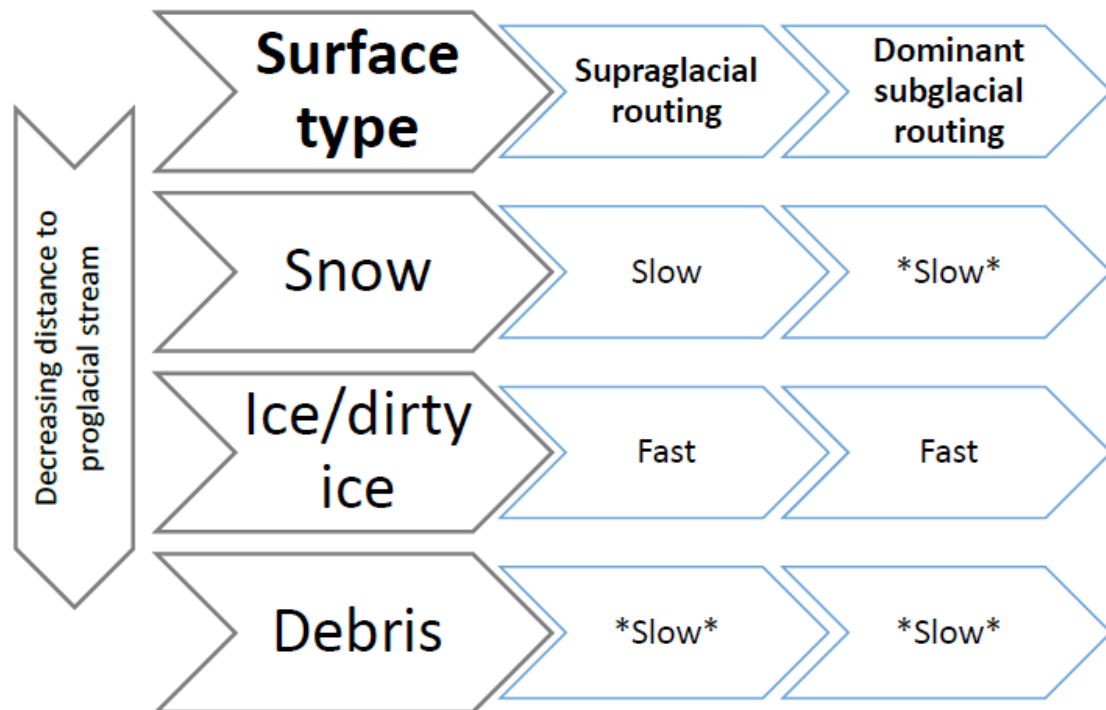 Surface
type
Supraglacial
routing
Dominant
subglacial
routing
Decreasing distance to
proglacial stream
Snow
Slow
*Slow*
Ice/dirty
ice
Fast
Fast
Debris
*Slow*
*Slow*